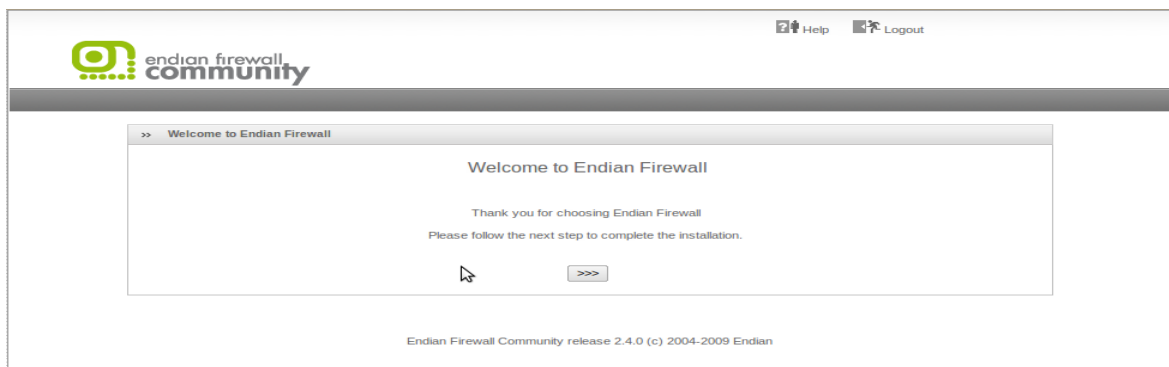 Help Logout
endian firewall
community
>> Welcome to Endian Firewall
Welcome to Endian Firewall
Thank you for choosing Endian Firewall
Please follow the next step to complete the installation.
>>>
Endian Firewall Community release 2.4.0 (c) 2004-2009 Endian